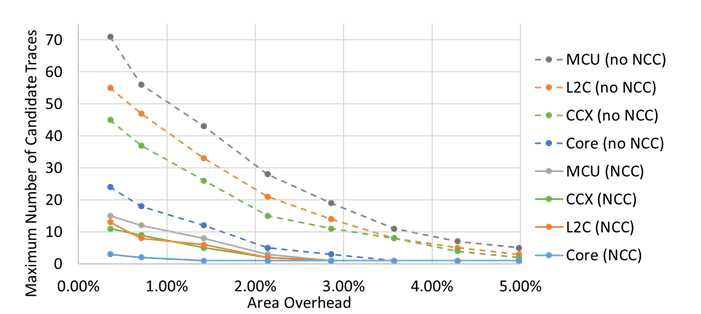 Maximum Number of Candidate Traces
70
60
50
40
30
20
10
0
0.00% 1.00% 2.00% 3.00% 4.00% 5.00%
Area Overhead
MCU (no NCC)
L2C (no NCC)
CCX (no NCC)
Core (no NCC)
MCU (NCC)
CCX (NCC)
L2C (NCC)
Core (NCC)